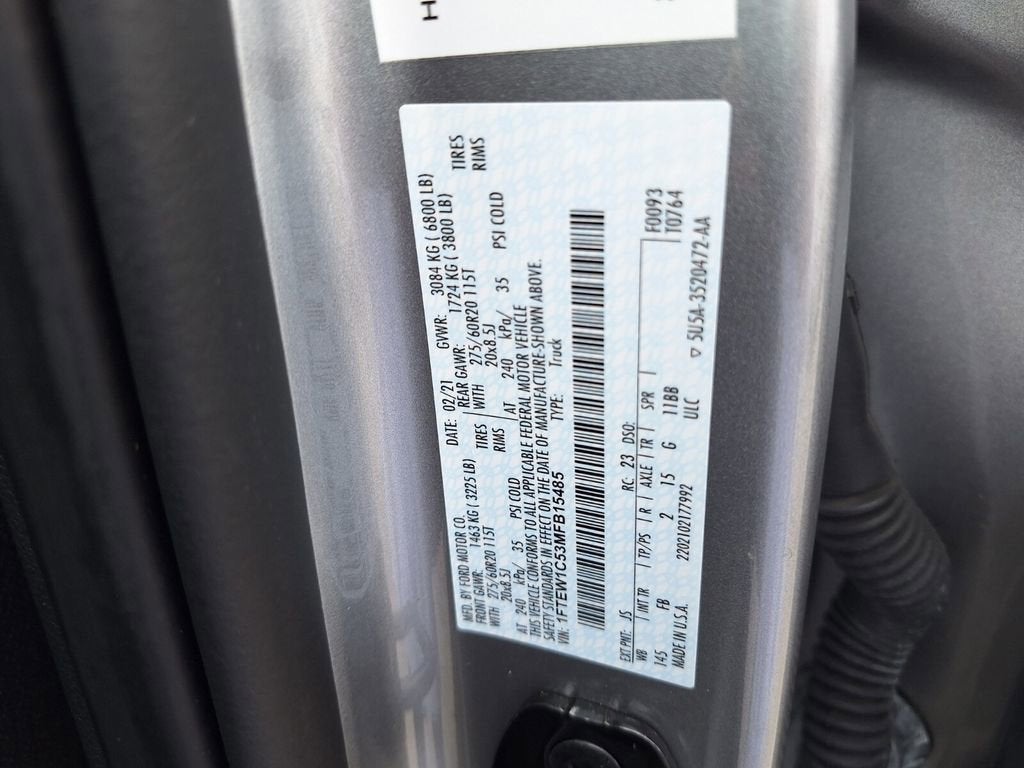 H
MFD. BY FORD MOTOR CO. DATE: 02/21 GVWR: 3084 KG ( 6800 LB)
FRONT GAWR: 1463 KG ( 3225 LB) REAR GAWR: 1724 KG ( 3800 LB)
WITH 275/60R20 115T TIRES WITH 275/60R20 115T TIRES
20x8.5J RIMS 20x8.5J RIMS
AT 240 kPa/ 35 PSI COLD AT 240 kPa/ 35 PSI COLD
THIS VEHICLE CONFORMS TO ALL APPLICABLE FEDERAL MOTOR VEHICLE
SAFETY STANDARDS IN EFFECT ON THE DATE OF MANUFACTURE SHOWN ABOVE.
VIN: 1FTEW1C53MFB15485 TYPE: Truck
EXT PNT: JS RC: 23 DSO: F0093
WB | INT TR | TP/PS | R | AXLE | TR | SPR | T0764
145 FB 2 15 G 11BB
MADE IN U.S.A. 2202102177992 ULC ▽ 5U5A-3520472-AA